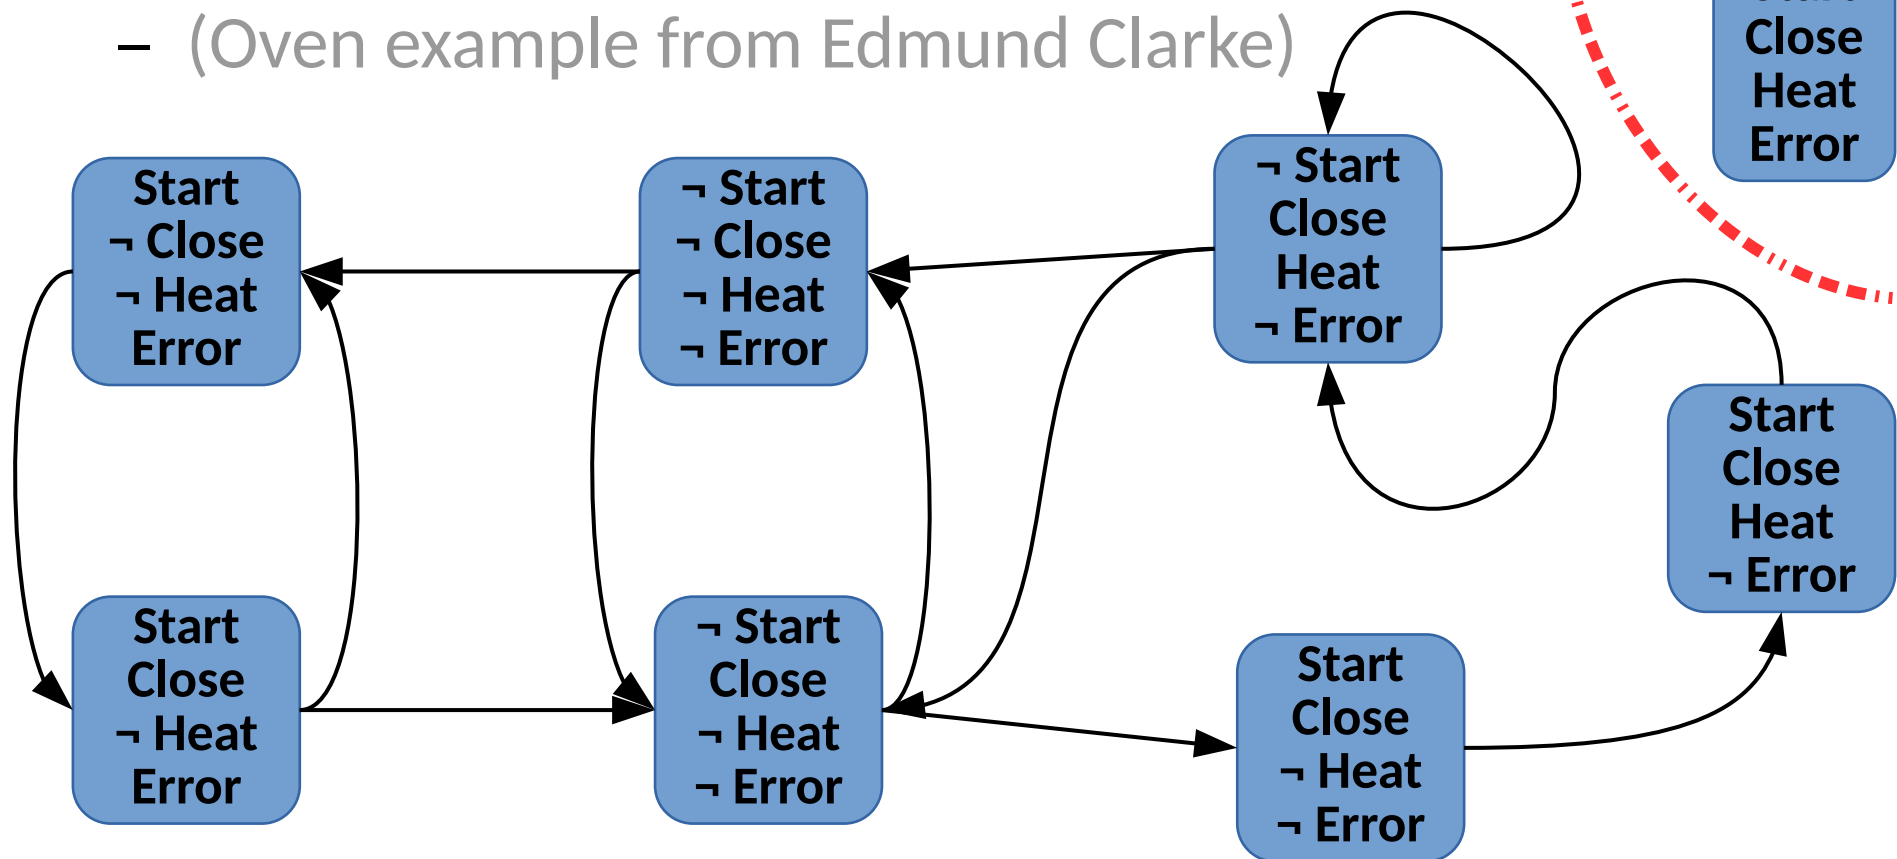 – (Oven example from Edmund Clarke)
Close
Heat
Error
Start
¬ Close
¬ Heat
Error
¬ Start
¬ Close
¬ Heat
¬ Error
¬ Start
Close
Heat
¬ Error
Start
Close
Heat
¬ Error
Start
Close
¬ Heat
Error
¬ Start
Close
¬ Heat
¬ Error
Start
Close
¬ Heat
¬ Error